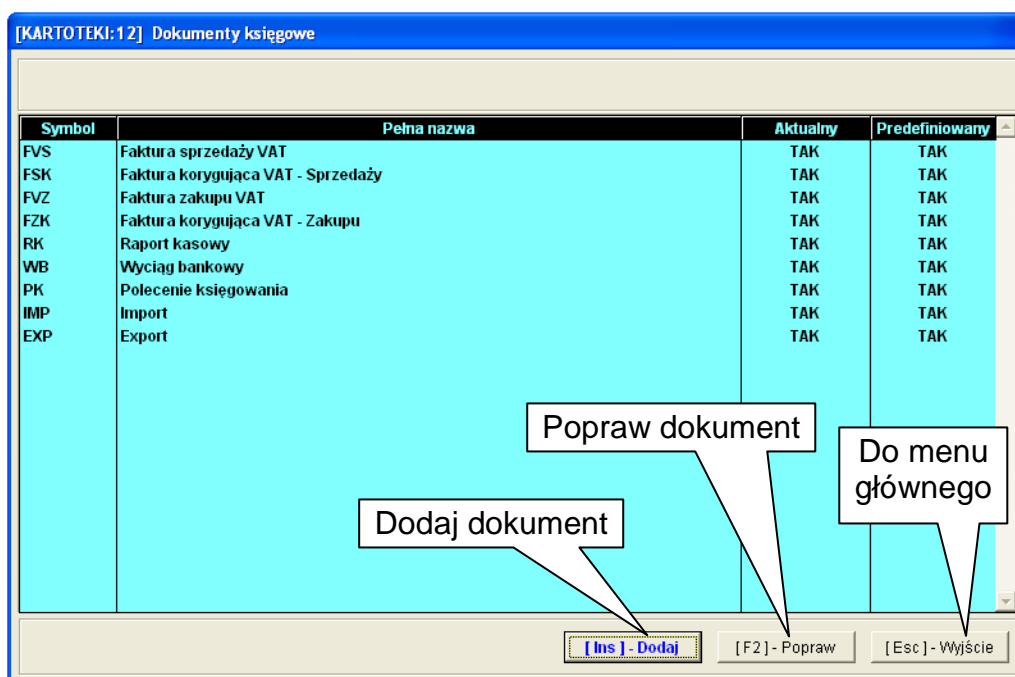 [KARTOTEKI:12] Dokumenty księgowe
Symbol Pełna nazwa Aktualny Predefiniowany
FVS Faktura sprzedaży VAT TAK TAK
FSK Faktura korygująca VAT - Sprzedaży TAK TAK
FVZ Faktura zakupu VAT TAK TAK
FZK Faktura korygująca VAT - Zakupu TAK TAK
RK Raport kasowy TAK TAK
WB Wyciąg bankowy TAK TAK
PK Polecenie księgowania TAK TAK
IMP Import TAK TAK
EXP Export TAK TAK
Popraw dokument
Do menu
głównego
Dodaj dokument
[ Ins ] - Dodaj [ F2 ] - Popraw [ Esc ] - Wyjście